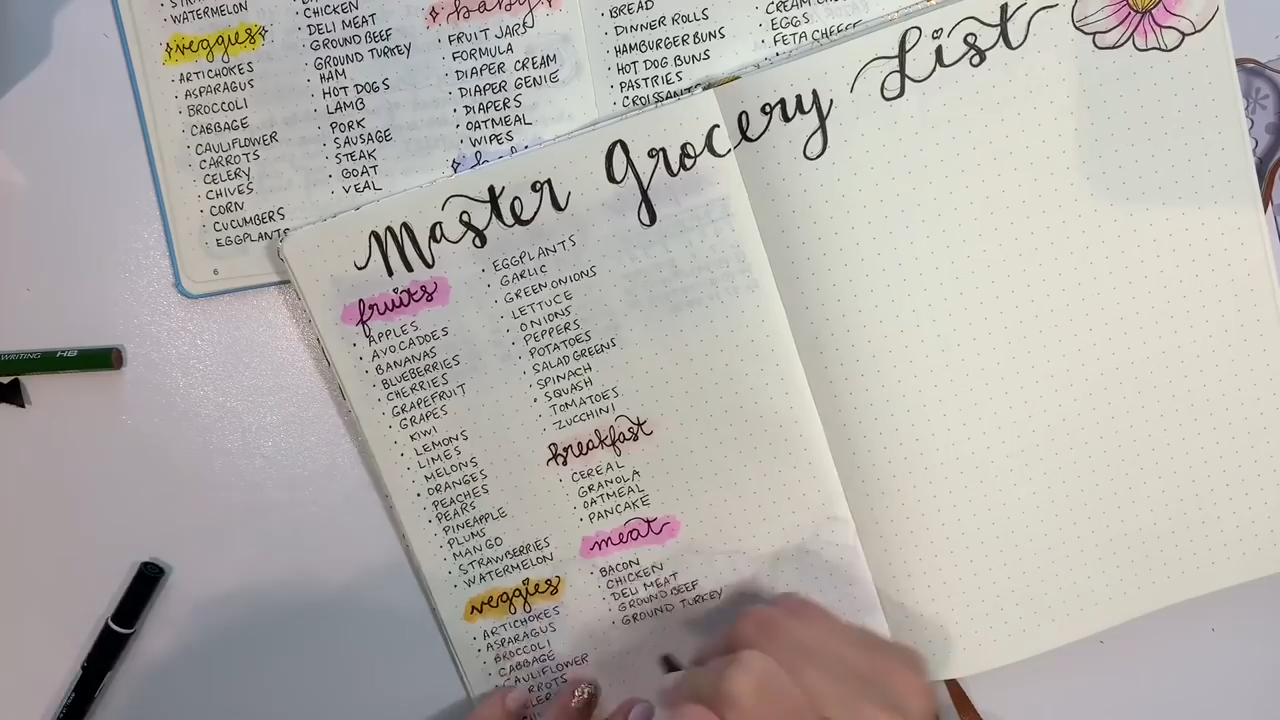 WATERMELON
veggies
ARTICHOKES
ASPARAGUS
BROCCOLI
CABBAGE
CAULIFLOWER
CARROTS
CELERY
CHIVES
CORN
CUCUMBERS
EGGPLANTS
6
CHICKEN
DELI MEAT
GROUND BEEF
GROUND TURKEY
HAM
HOT DOGS
LAMB
PORK
SAUSAGE
STEAK
GOAT
VEAL
baby
FRUIT JARS
FORMULA
DIAPER CREAM
DIAPER GENIE
DIAPERS
OATMEAL
WIPES
BREAD
DINNER ROLLS
HAMBURGER BUNS
HOT DOG BUNS
PASTRIES
CROISSANTS
EGGS
FETA CHEESE
Master Grocery List
fruits
APPLES
AVOCADOES
BANANAS
BLUEBERRIES
CHERRIES
GRAPEFRUIT
GRAPES
KIWI
LEMONS
LIMES
MELONS
ORANGES
PEACHES
PEARS
PINEAPPLE
PLUMS
MANGO
STRAWBERRIES
WATERMELON
veggies
ARTICHOKES
ASPARAGUS
BROCCOLI
CABBAGE
CAULIFLOWER
EGGPLANTS
GARLIC
GREEN ONIONS
LETTUCE
ONIONS
PEPPERS
POTATOES
SALAD GREENS
SPINACH
SQUASH
TOMATOES
ZUCCHINI
breakfast
CEREAL
GRANOLA
OATMEAL
PANCAKE
meat
BACON
CHICKEN
DELI MEAT
GROUND BEEF
GROUND TURKEY
WRITING HB